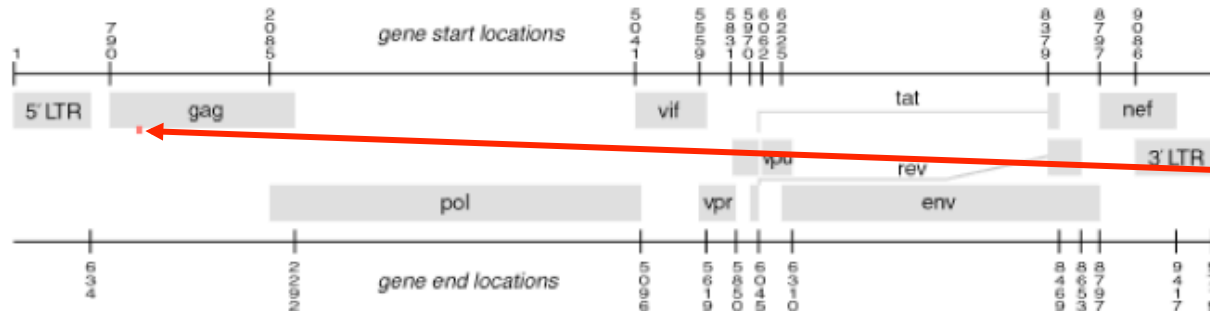 1 790 2085 5041 5559 5831 5970 6062 6225 8379 8797 9086
gene start locations
5′ LTR gag vif tat nef
vpu rev 3′ LTR
pol vpr env
634 2292 5096 5619 5850 6045 6310 8469 8653 8797 9417
gene end locations